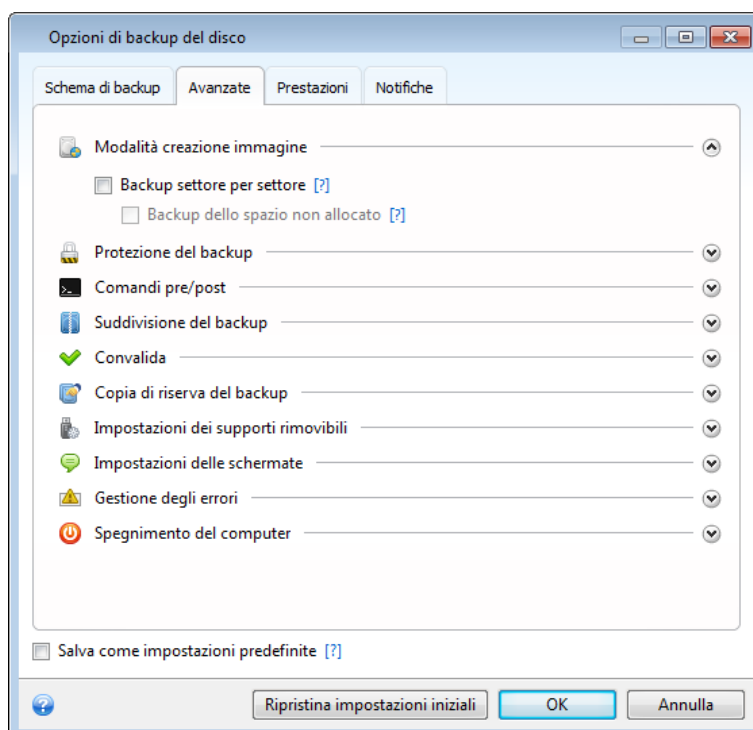 Opzioni di backup del disco
Schema di backup Avanzate Prestazioni Notifiche
Modalità creazione immagine
Backup settore per settore [?]
Backup dello spazio non allocato [?]
Protezione del backup
Comandi pre/post
Suddivisione del backup
Convalida
Copia di riserva del backup
Impostazioni dei supporti rimovibili
Impostazioni delle schermate
Gestione degli errori
Spegnimento del computer
Salva come impostazioni predefinite [?]
Ripristina impostazioni iniziali OK Annulla